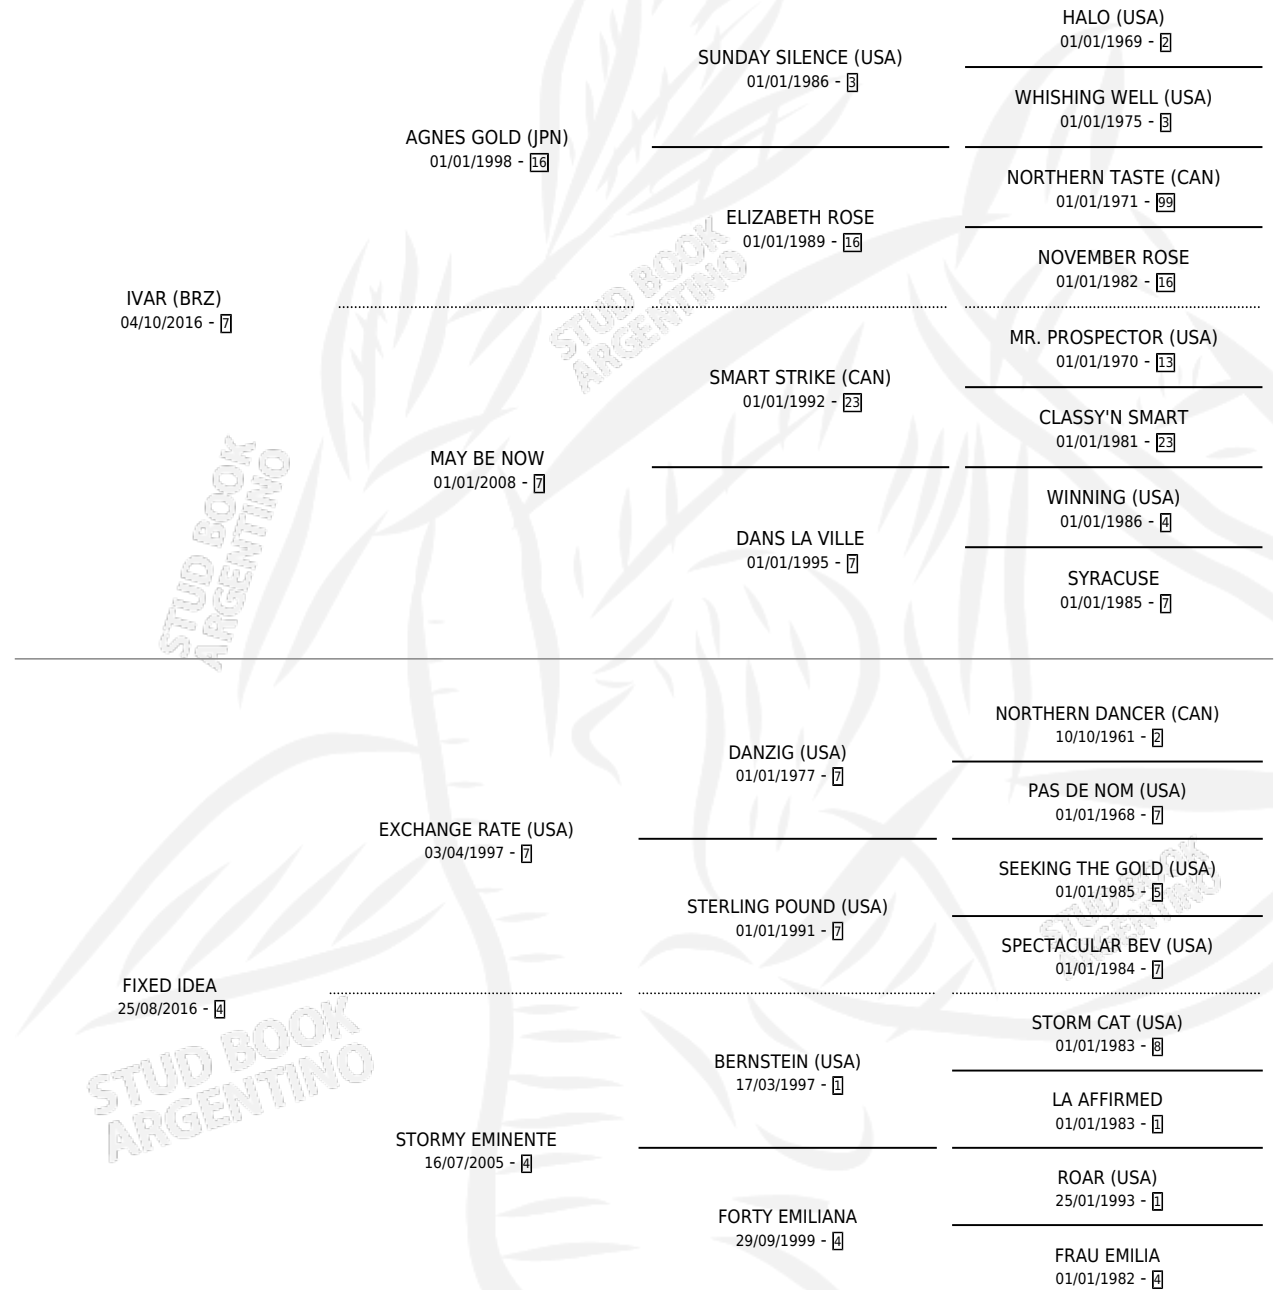 HALO (USA)
01/01/1969 - 2
SUNDAY SILENCE (USA)
01/01/1986 - 3
WHISHING WELL (USA)
01/01/1975 - 3
AGNES GOLD (JPN)
01/01/1998 - 16
NORTHERN TASTE (CAN)
01/01/1971 - 99
ELIZABETH ROSE
01/01/1989 - 16
NOVEMBER ROSE
01/01/1982 - 16
IVAR (BRZ)
04/10/2016 - 7
STUD BOOK
ARGENTINO
MR. PROSPECTOR (USA)
01/01/1970 - 13
SMART STRIKE (CAN)
01/01/1992 - 23
CLASSY'N SMART
01/01/1981 - 23
MAY BE NOW
01/01/2008 - 7
WINNING (USA)
01/01/1986 - 4
DANS LA VILLE
01/01/1995 - 7
SYRACUSE
01/01/1985 - 7
STUD BOOK
ARGENTINO
NORTHERN DANCER (CAN)
10/10/1961 - 2
DANZIG (USA)
01/01/1977 - 7
PAS DE NOM (USA)
01/01/1968 - 7
EXCHANGE RATE (USA)
03/04/1997 - 7
SEEKING THE GOLD (USA)
01/01/1985 - 5
STERLING POUND (USA)
01/01/1991 - 7
STUD BOOK
ARGENTINO
SPECTACULAR BEV (USA)
01/01/1984 - 7
FIXED IDEA
25/08/2016 - 4
STUD BOOK
ARGENTINO
STORM CAT (USA)
01/01/1983 - 8
BERNSTEIN (USA)
17/03/1997 - 1
LA AFFIRMED
01/01/1983 - 1
STORMY EMINENTE
16/07/2005 - 4
ROAR (USA)
25/01/1993 - 1
FORTY EMILIANA
29/09/1999 - 4
FRAU EMILIA
01/01/1982 - 4